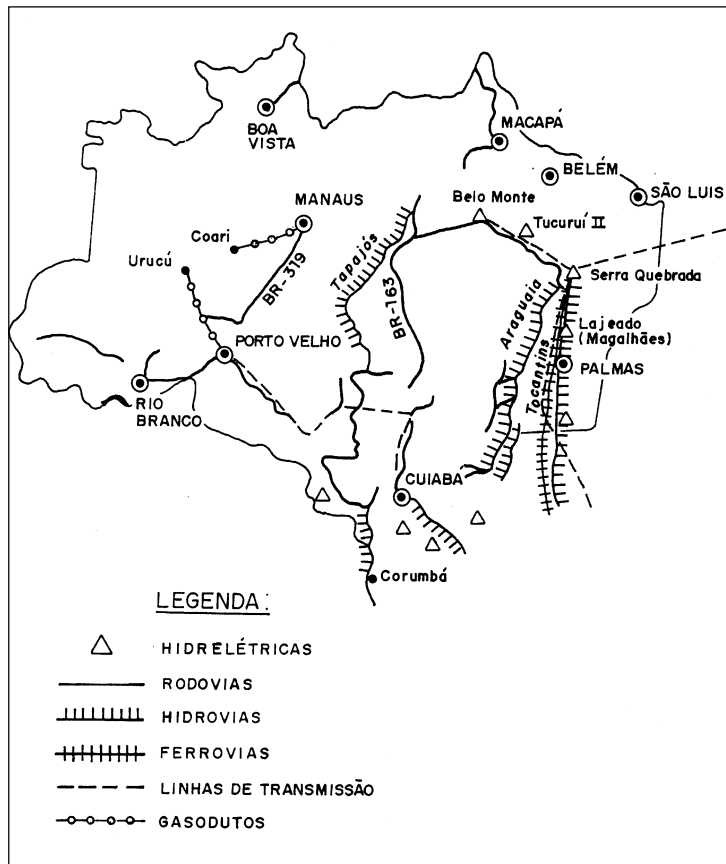 BOA
VISTA
MACAPÁ
BELÉM
SÃO LUIS
MANAUS
Belo Monte
Tucuruí II
Coari
Urucú
BR-319
Tapajós
BR-163
Serra Quebrada
Araguaia
Tocantins
Lajeado
(Magalhães)
PALMAS
PORTO VELHO
RIO
BRANCO
CUIABÁ
Corumbá
LEGENDA:
HIDRELÉTRICAS
RODOVIAS
HIDROVIAS
FERROVIAS
LINHAS DE TRANSMISSÃO
GASODUTOS